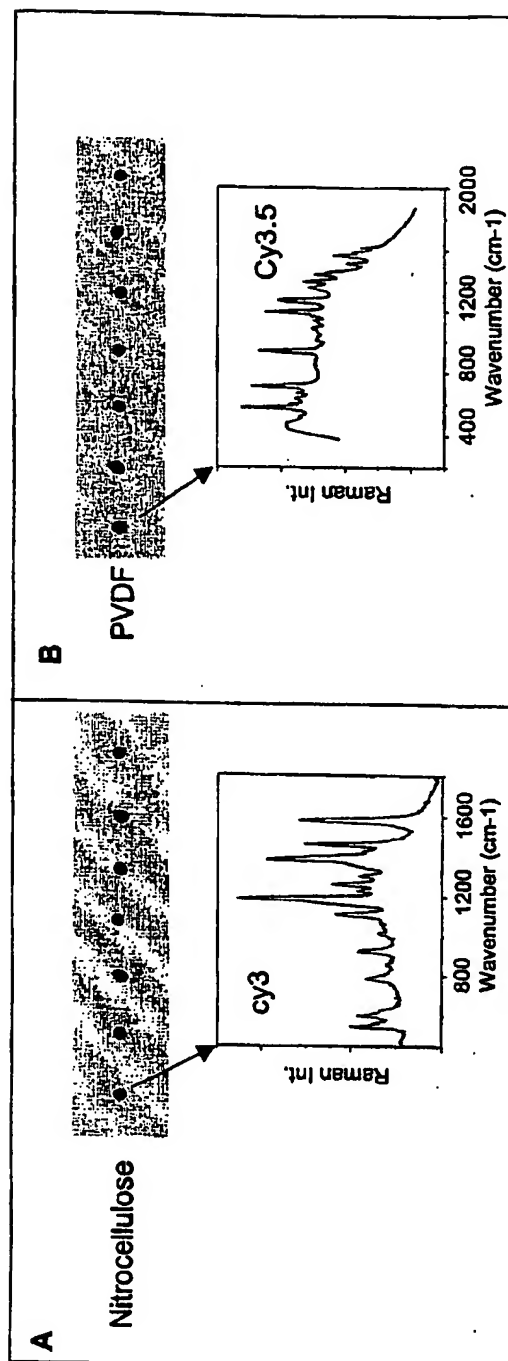 A
Nitrocellulose
cy3
Raman Int.
800 1200 1600
Wavenumber (cm-1)
B
PVDF
Cy3.5
Raman Int.
400 800 1200 2000
Wavenumber (cm-1)